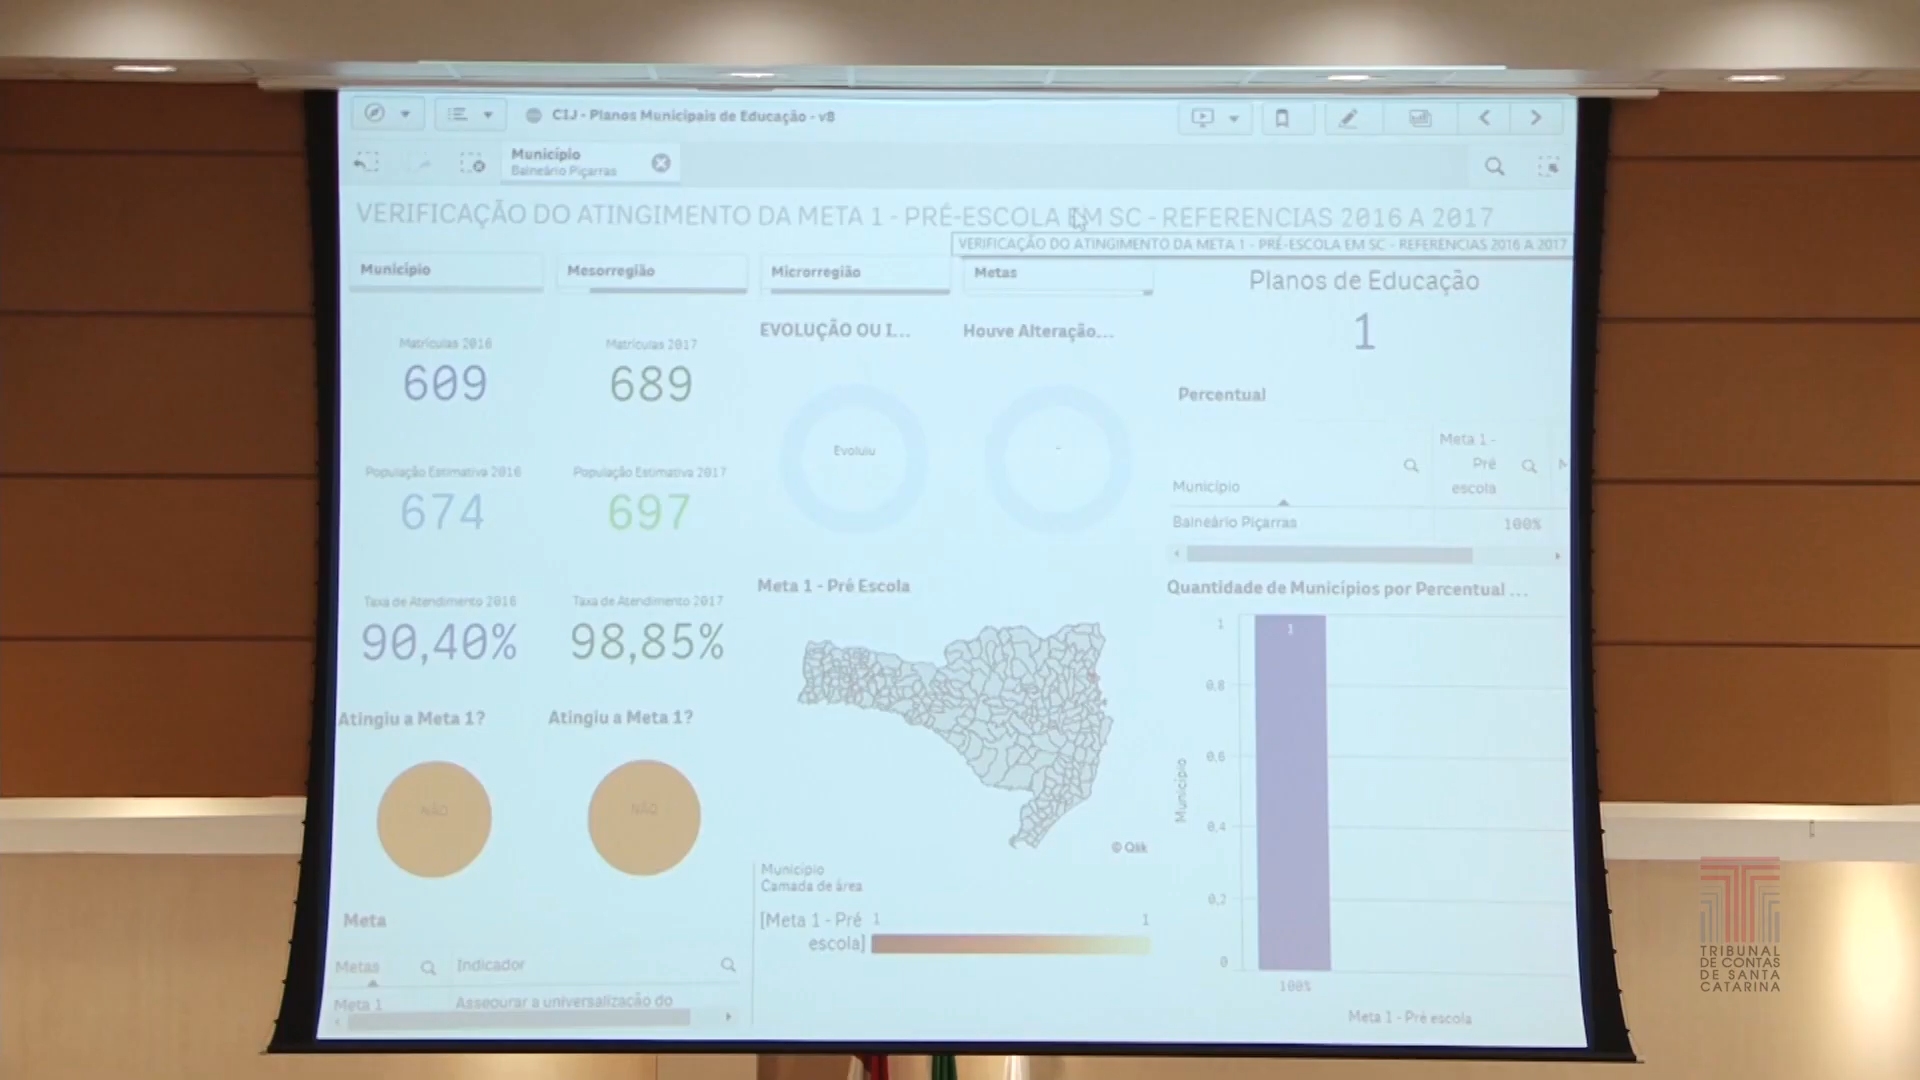 CIJ - Planos Municipais de Educação - v8
Município
Balneário Piçarras
VERIFICAÇÃO DO ATINGIMENTO DA META 1 - PRÉ-ESCOLA EM SC - REFERENCIAS 2016 A 2017
VERIFICAÇÃO DO ATINGIMENTO DA META 1 - PRÉ-ESCOLA EM SC - REFERENCIAS 2016 A 2017
Município
Mesorregião
Microrregião
Metas
Planos de Educação
1
Matrículas 2016
609
Matrículas 2017
689
EVOLUÇÃO OU I...
Evoluiu
Houve Alteração...
-
Percentual
Município
Meta 1 -
Pré
escola
Balneário Piçarras
100%
População Estimativa 2016
674
População Estimativa 2017
697
Taxa de Atendimento 2016
90,40%
Taxa de Atendimento 2017
98,85%
Meta 1 - Pré Escola
© Qlik
Quantidade de Municípios por Percentual ...
1
0,8
0,6
0,4
0,2
0
1
Município
100%
Meta 1 - Pré escola
Atingiu a Meta 1?
NÃO
Atingiu a Meta 1?
NÃO
Município
Camada de área
[Meta 1 - Pré
escola]
1
1
Meta
Metas
Indicador
Meta 1
Assegurar a universalização do
TRIBUNAL
DE CONTAS
DE SANTA
CATARINA